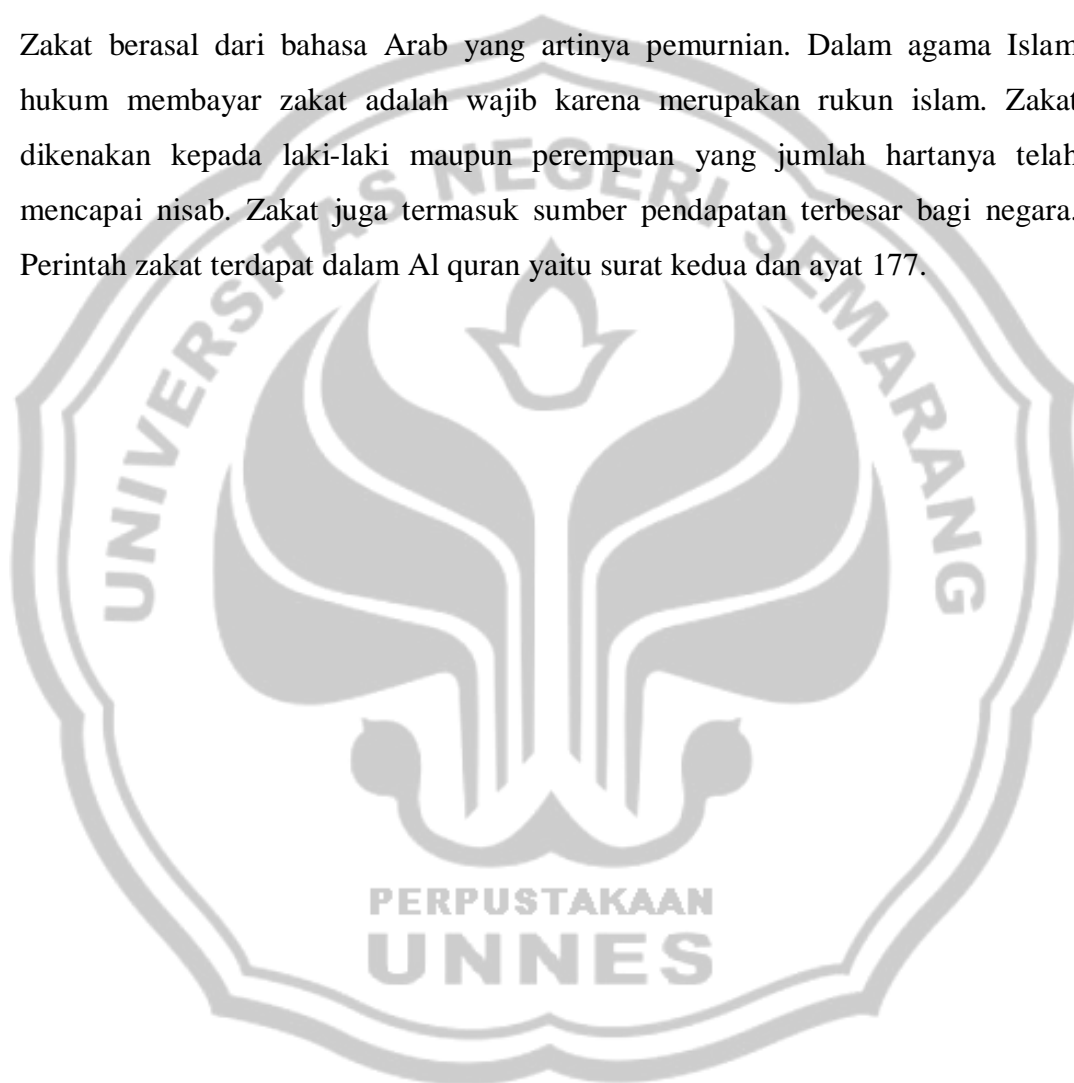 Zakat berasal dari bahasa Arab yang artinya pemurnian. Dalam agama Islam
hukum membayar zakat adalah wajib karena merupakan rukun islam. Zakat
dikenakan kepada laki-laki maupun perempuan yang jumlah hartanya telah
mencapai nisab. Zakat juga termasuk sumber pendapatan terbesar bagi negara.
Perintah zakat terdapat dalam Al quran yaitu surat kedua dan ayat 177.
UNIVERSITAS NEGERI SEMARANG
PERPUSTAKAAN
UNNES